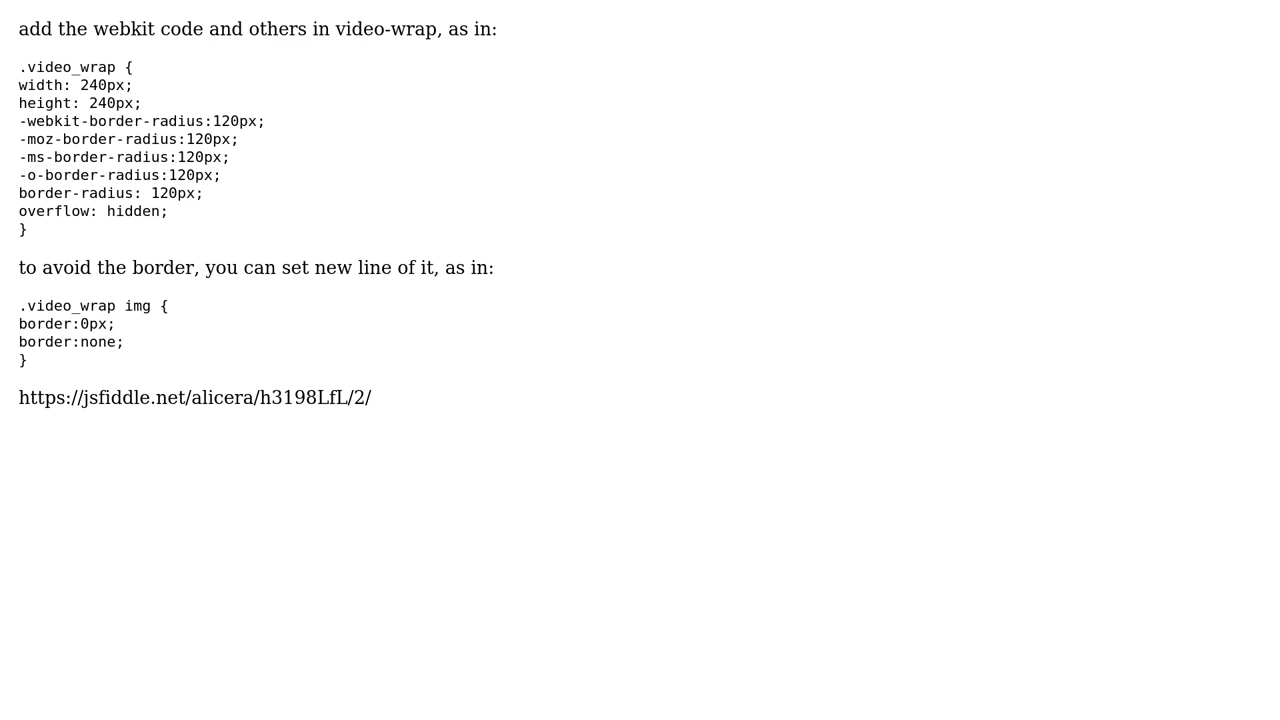 add the webkit code and others in video-wrap, as in:
.video_wrap {
width: 240px;
height: 240px;
-webkit-border-radius:120px;
-moz-border-radius:120px;
-ms-border-radius:120px;
-o-border-radius:120px;
border-radius: 120px;
overflow: hidden;
}
to avoid the border, you can set new line of it, as in:
.video_wrap img {
border:0px;
border:none;
}
https://jsfiddle.net/alicera/h3198LfL/2/